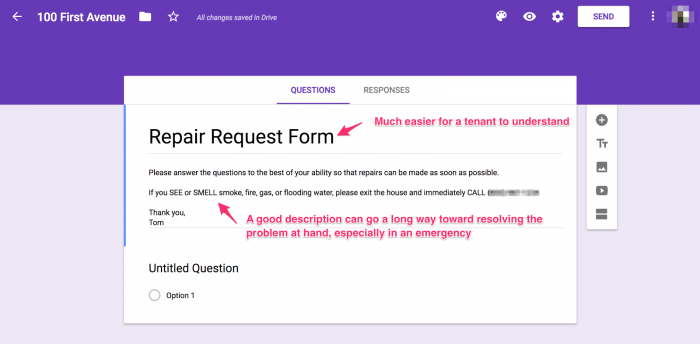 100 First Avenue
All changes saved in Drive
SEND
QUESTIONS
RESPONSES
Repair Request Form
Much easier for a tenant to understand
Please answer the questions to the best of your ability so that repairs can be made as soon as possible.
If you SEE or SMELL smoke, fire, gas, or flooding water, please exit the house and immediately CALL
Thank you,
Tom
A good description can go a long way toward resolving the
problem at hand, especially in an emergency
Untitled Question
Option 1
Tт